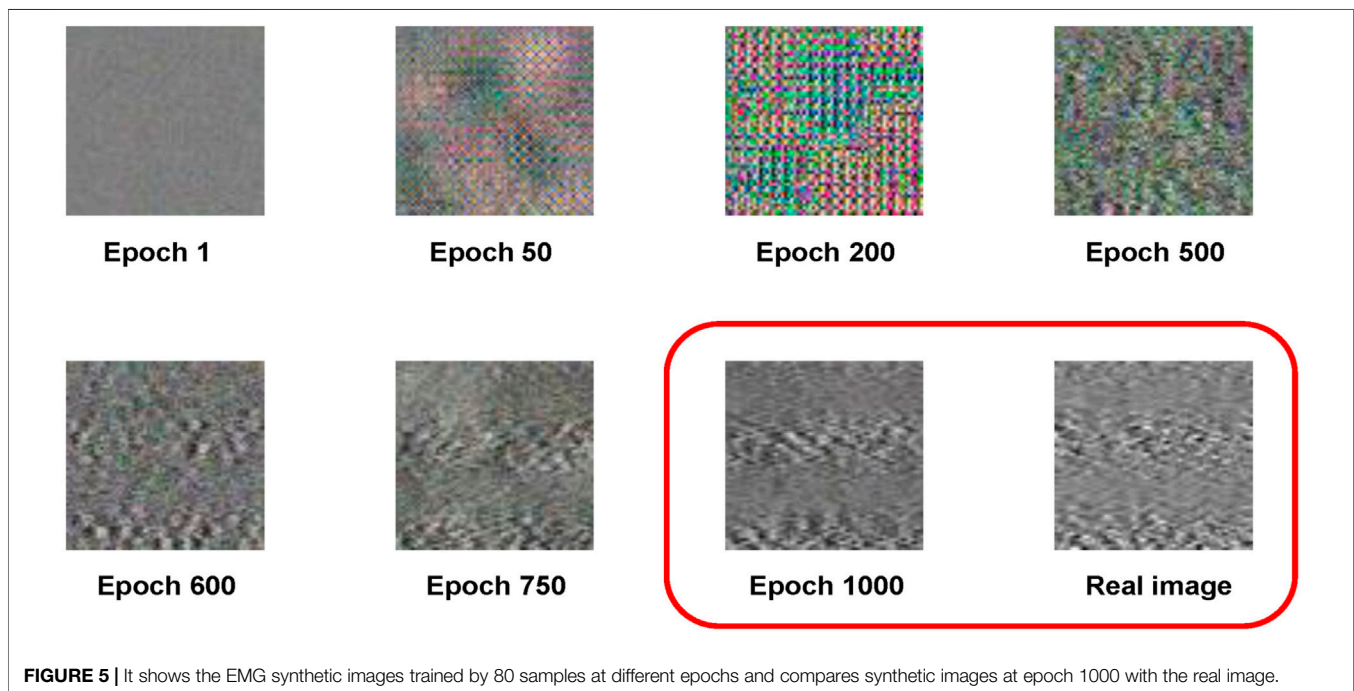 Epoch 1
Epoch 50
Epoch 200
Epoch 500
Epoch 600
Epoch 750
Epoch 1000
Real image
FIGURE 5 | It shows the EMG synthetic images trained by 80 samples at different epochs and compares synthetic images at epoch 1000 with the real image.